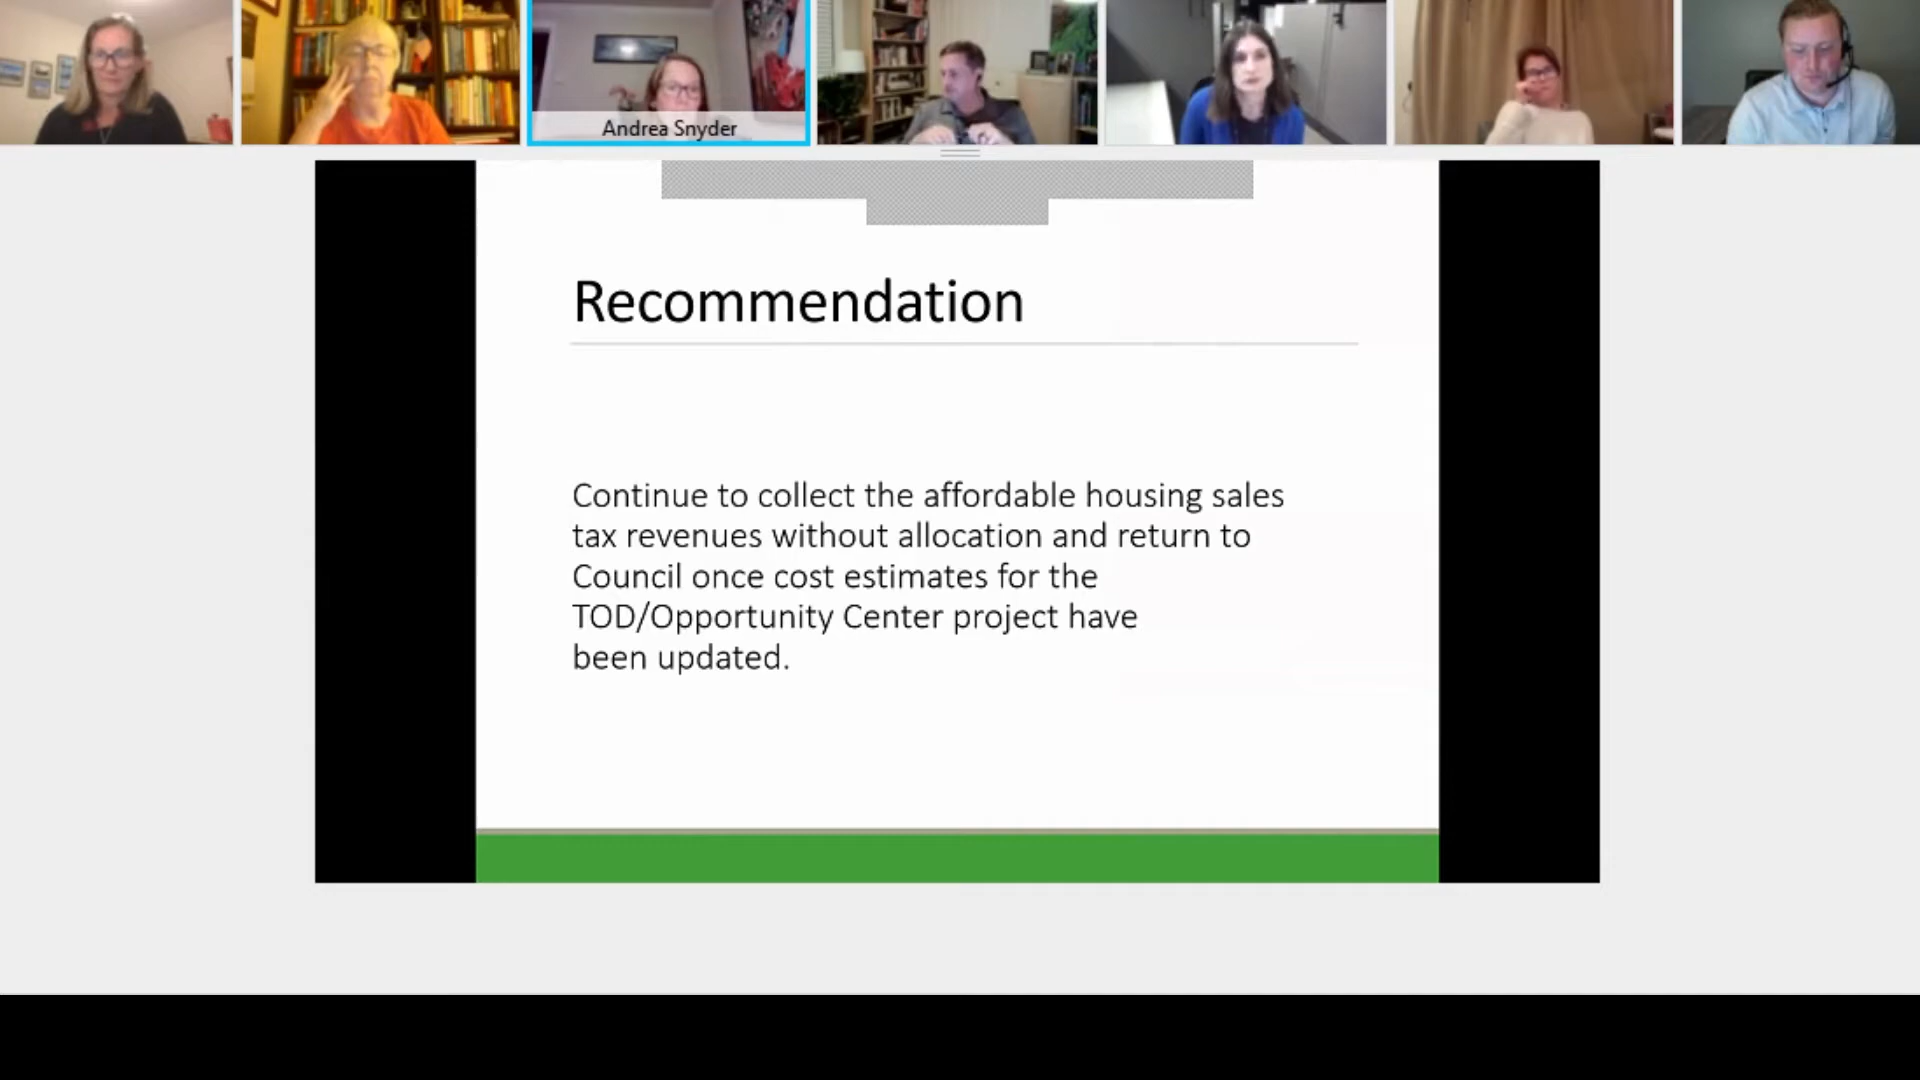 Andrea Snyder
Recommendation
Continue to collect the affordable housing sales
tax revenues without allocation and return to
Council once cost estimates for the
TOD/Opportunity Center project have
been updated.